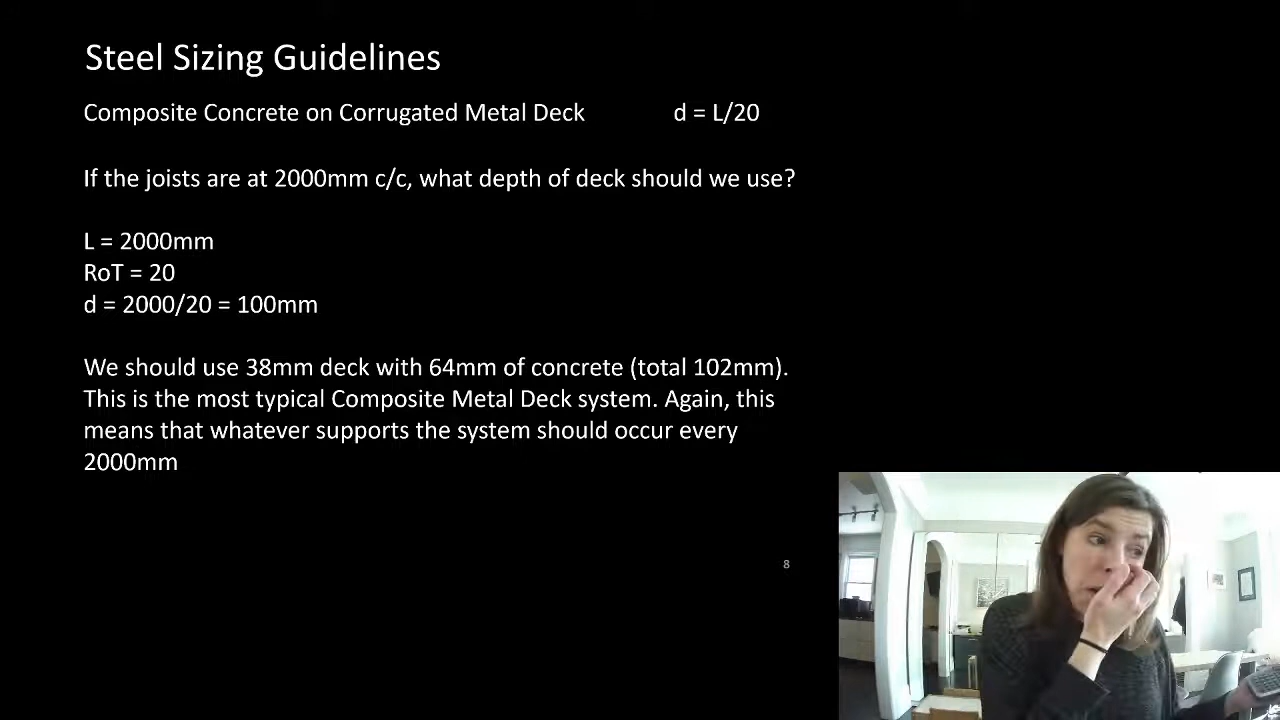 Steel Sizing Guidelines
Composite Concrete on Corrugated Metal Deck d = L/20
If the joists are at 2000mm c/c, what depth of deck should we use?
L = 2000mm
RoT = 20
d = 2000/20 = 100mm
We should use 38mm deck with 64mm of concrete (total 102mm).
This is the most typical Composite Metal Deck system. Again, this
means that whatever supports the system should occur every
2000mm
8